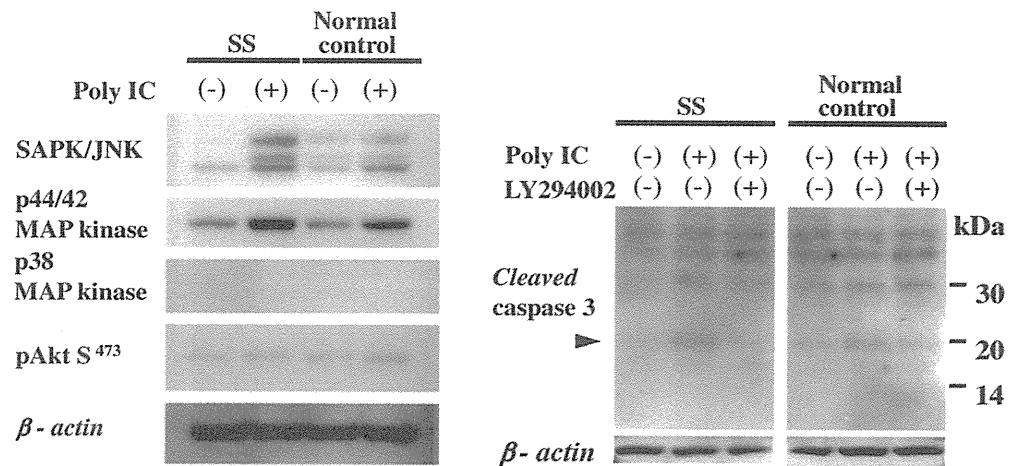 SS
Normal
control
Poly IC (-) (+) (-) (+)
SAPK/JNK
p44/42
MAP kinase
p38
MAP kinase
pAkt S 473
β - actin
SS
Normal
control
Poly IC (-) (+) (+) (-) (+) (+)
LY294002 (-) (-) (+) (-) (-) (+)
kDa
Cleaved
caspase 3
30
20
14
β- actin